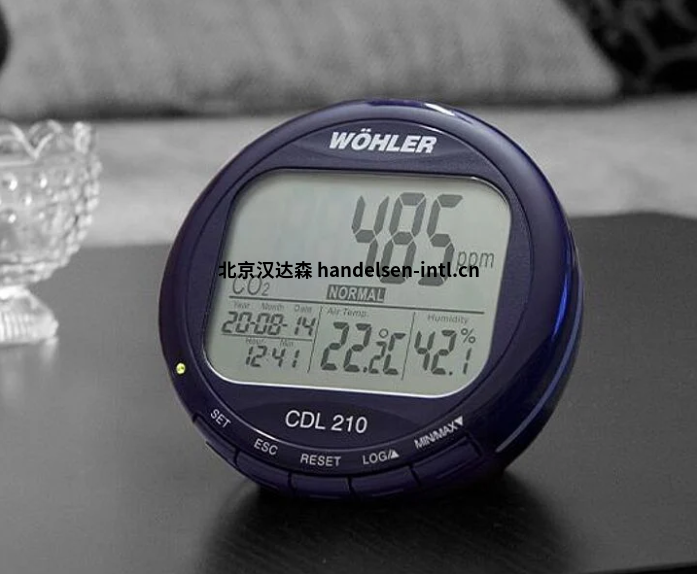 WÖHLER
485 ppm
北京汉达森 handelsen-intl.cn
CO2
NORMAL
Year Month Date
20-08-14
Hour Min
12:41
Air Temp.
22.2°C
Humidity
42.1%
CDL 210
SET ESC RESET LOG/▲ MIN/MAX▼